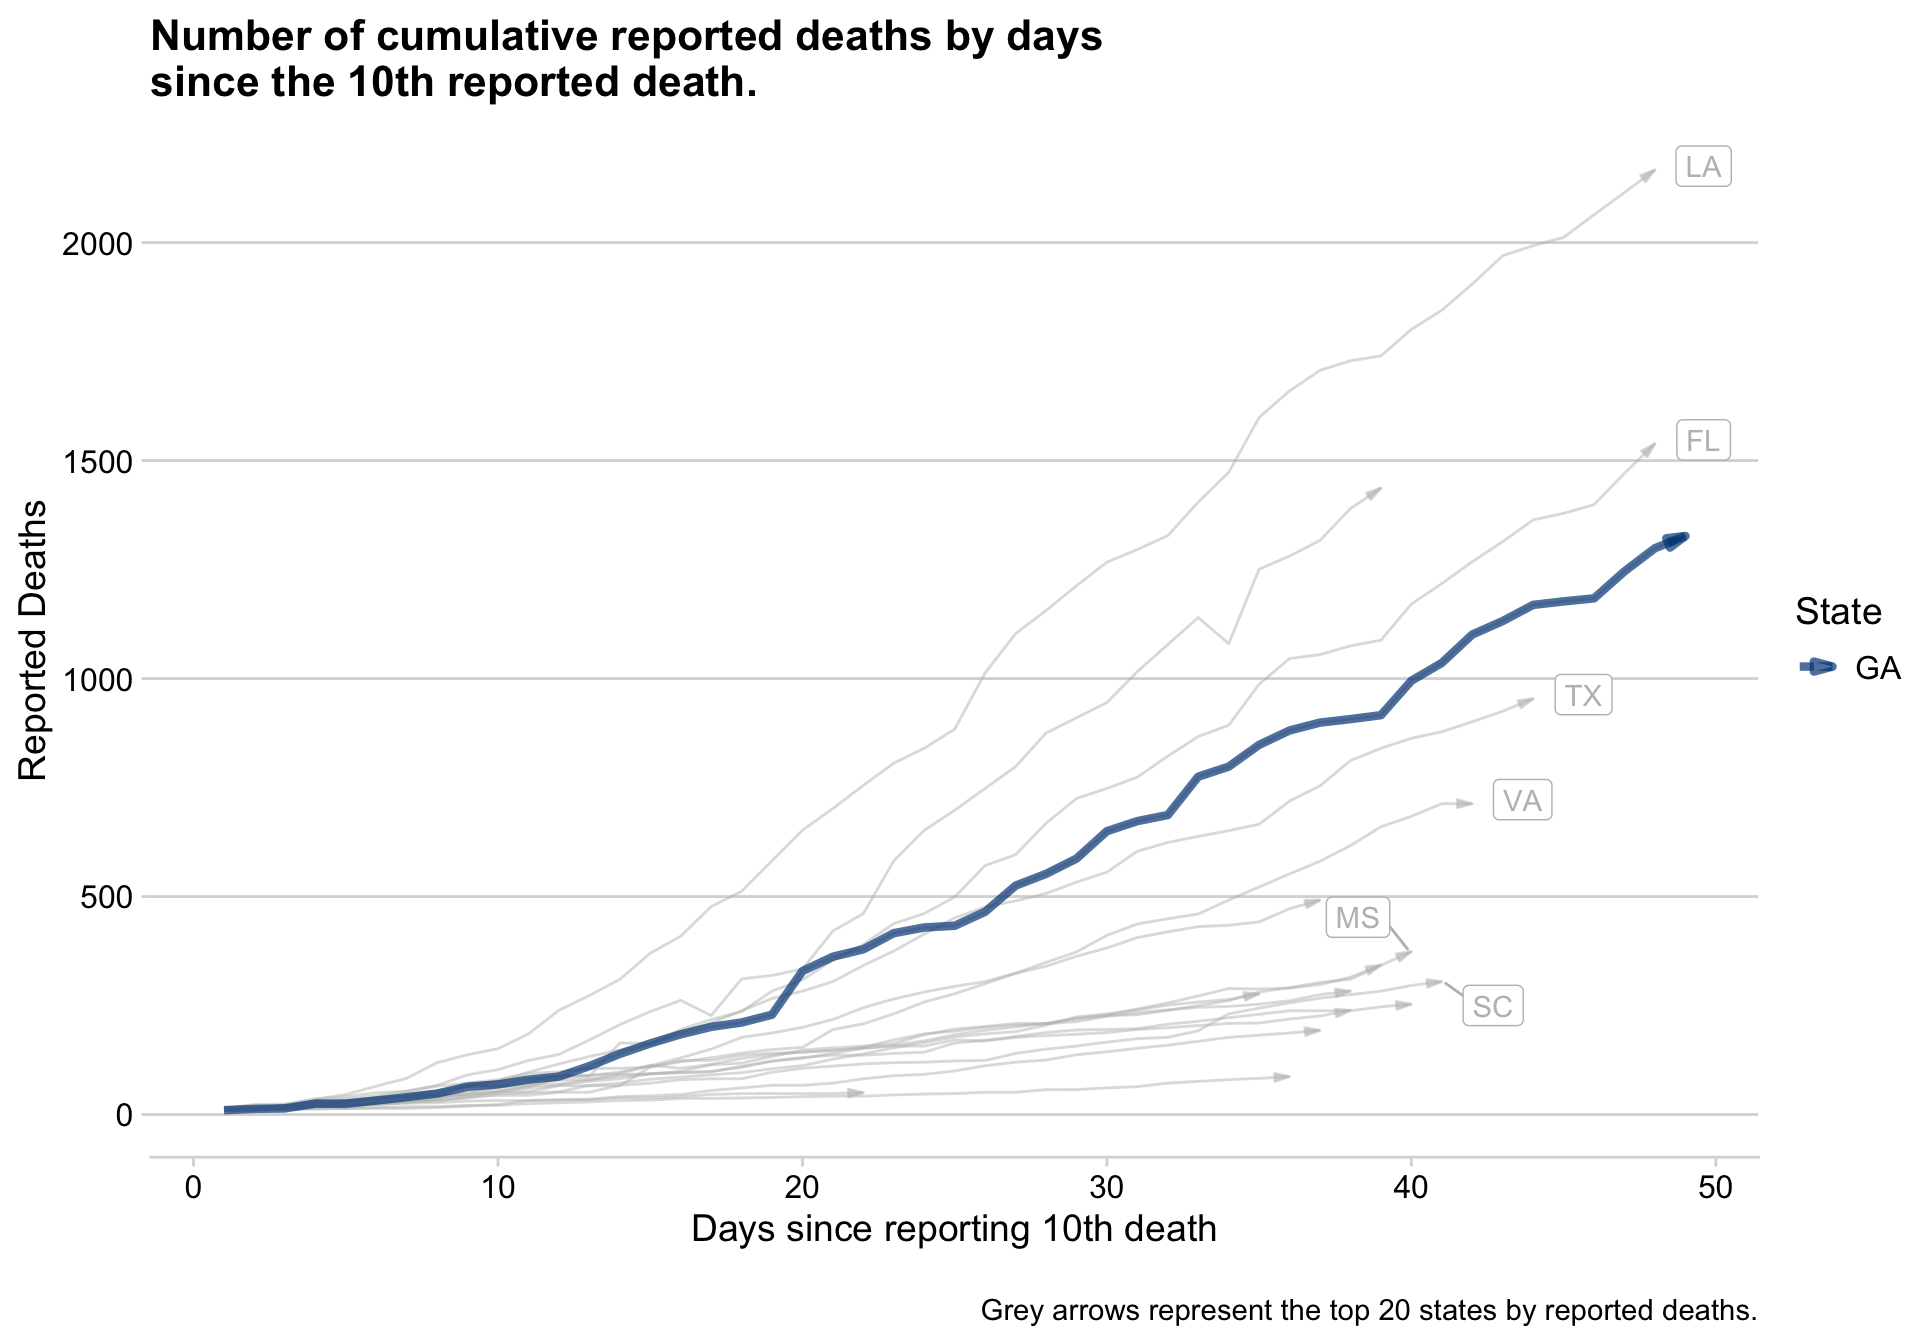 Number of cumulative reported deaths by days
since the 10th reported death.
LA
2000
FL
1500
Reported Deaths
State
GA
1000
TX
VA
500
MS
SC
0
0 10 20 30 40 50
Days since reporting 10th death
Grey arrows represent the top 20 states by reported deaths.